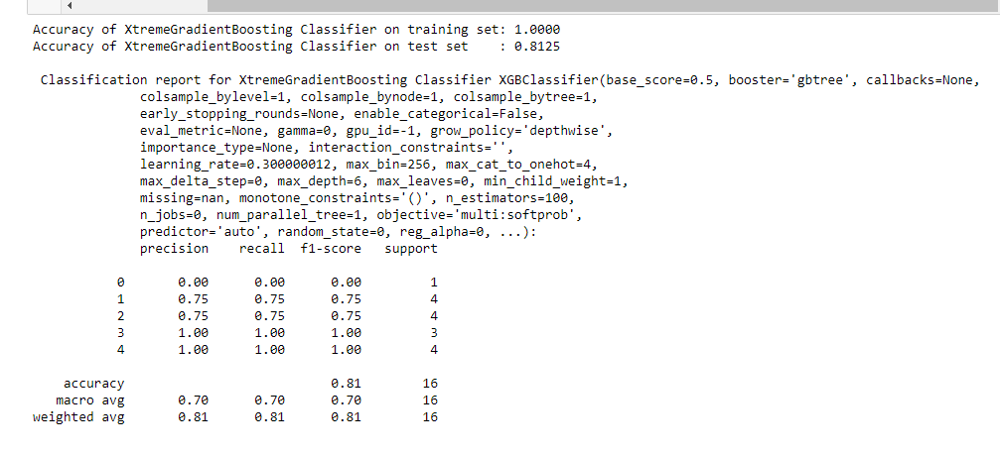 Accuracy of XtremeGradientBoosting Classifier on training set: 1.0000
Accuracy of XtremeGradientBoosting Classifier on test set    : 0.8125
Classification report for XtremeGradientBoosting Classifier XGBClassifier(base_score=0.5, booster='gbtree', callbacks=None,
colsample_bylevel=1, colsample_bynode=1, colsample_bytree=1,
early_stopping_rounds=None, enable_categorical=False,
eval_metric=None, gamma=0, gpu_id=-1, grow_policy='depthwise',
importance_type=None, interaction_constraints='',
learning_rate=0.300000012, max_bin=256, max_cat_to_onehot=4,
max_delta_step=0, max_depth=6, max_leaves=0, min_child_weight=1,
missing=nan, monotone_constraints='()', n_estimators=100,
n_jobs=0, num_parallel_tree=1, objective='multi:softprob',
predictor='auto', random_state=0, reg_alpha=0, ...):
precision    recall  f1-score   support
0       0.00      0.00      0.00         1
1       0.75      0.75      0.75         4
2       0.75      0.75      0.75         4
3       1.00      1.00      1.00         3
4       1.00      1.00      1.00         4
accuracy                           0.81        16
macro avg       0.70      0.70      0.70        16
weighted avg       0.81      0.81      0.81        16